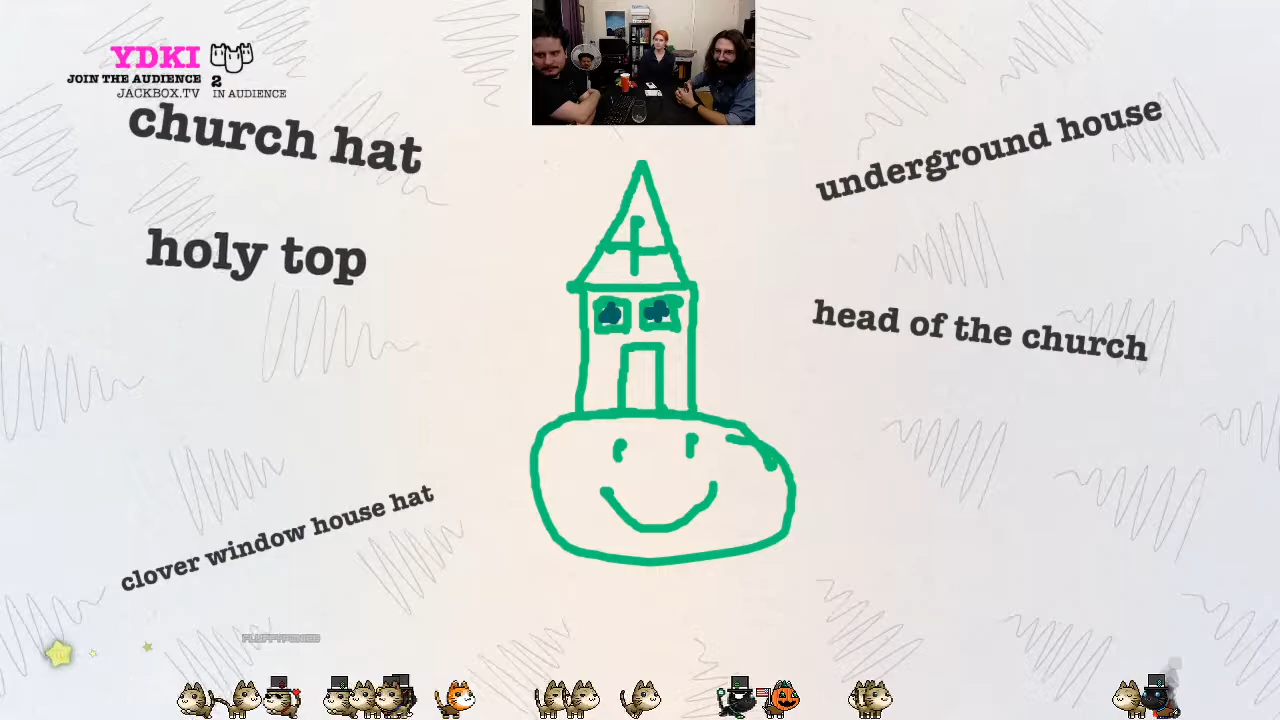 YDKI
JOIN THE AUDIENCE 2
JACKBOX.TV IN AUDIENCE
church hat
underground house
holy top
head of the church
clover window house hat